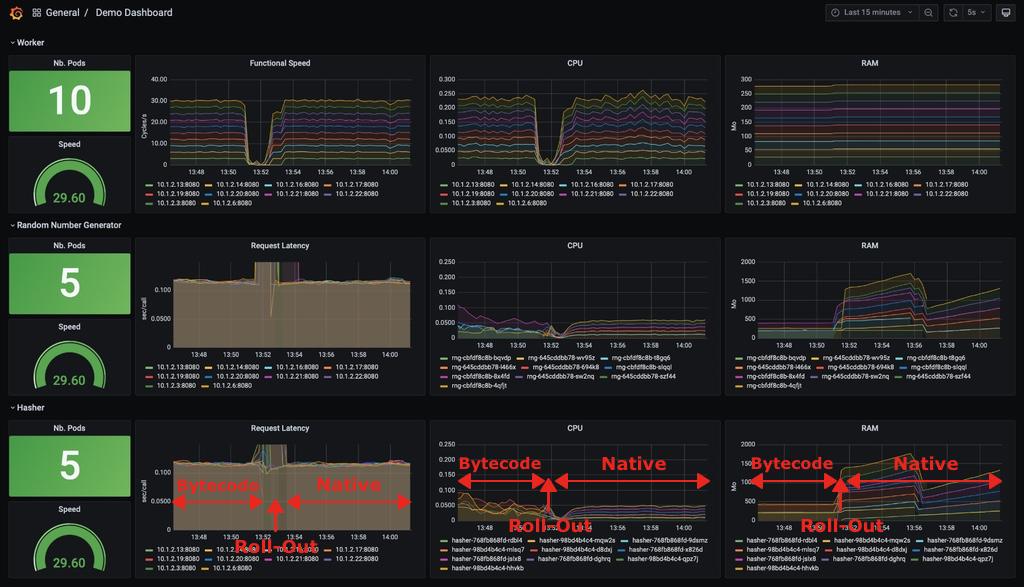 General / Demo Dashboard
Last 15 minutes
5s
Worker
Nb. Pods
10
Speed
29.60
Functional Speed
Cycles/s
40.00
30.00
20.00
10.00
0
13:48 13:50 13:52 13:54 13:56 13:58 14:00
10.1.2.13:8080 10.1.2.14:8080 10.1.2.16:8080 10.1.2.17:8080
10.1.2.19:8080 10.1.2.20:8080 10.1.2.21:8080 10.1.2.22:8080
10.1.2.3:8080 10.1.2.6:8080
CPU
0.300
0.250
0.200
0.150
0.100
0.0500
0
13:48 13:50 13:52 13:54 13:56 13:58 14:00
10.1.2.13:8080 10.1.2.14:8080 10.1.2.16:8080 10.1.2.17:8080
10.1.2.19:8080 10.1.2.20:8080 10.1.2.21:8080 10.1.2.22:8080
10.1.2.3:8080 10.1.2.6:8080
RAM
Mo
300
250
200
150
100
50
0
13:48 13:50 13:52 13:54 13:56 13:58 14:00
10.1.2.13:8080 10.1.2.14:8080 10.1.2.16:8080 10.1.2.17:8080
10.1.2.19:8080 10.1.2.20:8080 10.1.2.21:8080 10.1.2.22:8080
10.1.2.3:8080 10.1.2.6:8080
Random Number Generator
Nb. Pods
5
Speed
29.60
Request Latency
sec/call
0.100
0.0500
0
13:48 13:50 13:52 13:54 13:56 13:58 14:00
10.1.2.13:8080 10.1.2.14:8080 10.1.2.16:8080 10.1.2.17:8080
10.1.2.19:8080 10.1.2.20:8080 10.1.2.21:8080 10.1.2.22:8080
10.1.2.3:8080 10.1.2.6:8080
CPU
0.250
0.200
0.150
0.100
0.0500
0
13:48 13:50 13:52 13:54 13:56 13:58 14:00
rng-cbfdf8c8b-bqvdp rng-645cddbb78-wv95z rng-cbfdf8c8b-t8gq6
rng-645cddbb78-l466x rng-645cddbb78-694k8 rng-cbfdf8c8b-slqql
rng-cbfdf8c8b-8x4fd rng-645cddbb78-sw2nq rng-645cddbb78-szf44
rng-cbfdf8c8b-4qfjt
RAM
Mo
2000
1500
1000
500
0
13:48 13:50 13:52 13:54 13:56 13:58 14:00
rng-cbfdf8c8b-bqvdp rng-645cddbb78-wv95z rng-cbfdf8c8b-t8gq6
rng-645cddbb78-l466x rng-645cddbb78-694k8 rng-cbfdf8c8b-slqql
rng-cbfdf8c8b-8x4fd rng-645cddbb78-sw2nq rng-645cddbb78-szf44
rng-cbfdf8c8b-4qfjt
Hasher
Nb. Pods
5
Speed
29.60
Request Latency
sec/call
0.100
0.0500
0
Bytecode Native
Roll-Out
13:48 13:50 13:52 13:54 13:56 13:58 14:00
10.1.2.13:8080 10.1.2.14:8080 10.1.2.16:8080 10.1.2.17:8080
10.1.2.19:8080 10.1.2.20:8080 10.1.2.21:8080 10.1.2.22:8080
10.1.2.3:8080 10.1.2.6:8080
CPU
0.250
0.200
0.150
0.100
0.0500
0
Bytecode Native
Roll-Out
13:48 13:50 13:52 13:54 13:56 13:58 14:00
hasher-768fb868fd-rdbl4 hasher-98bd4b4c4-mqw2s hasher-768fb868fd-9dsmz
hasher-98bd4b4c4-mlsq7 hasher-98bd4b4c4-d8dxj hasher-768fb868fd-x826d
hasher-768fb868fd-jslx8 hasher-768fb868fd-dghrq hasher-98bd4b4c4-qpz7j
hasher-98bd4b4c4-hhvkb
RAM
Mo
2000
1500
1000
500
0
Bytecode Native
Roll-Out
13:48 13:50 13:52 13:54 13:56 13:58 14:00
hasher-768fb868fd-rdbl4 hasher-98bd4b4c4-mqw2s hasher-768fb868fd-9dsmz
hasher-98bd4b4c4-mlsq7 hasher-98bd4b4c4-d8dxj hasher-768fb868fd-x826d
hasher-768fb868fd-jslx8 hasher-768fb868fd-dghrq hasher-98bd4b4c4-qpz7j
hasher-98bd4b4c4-hhvkb